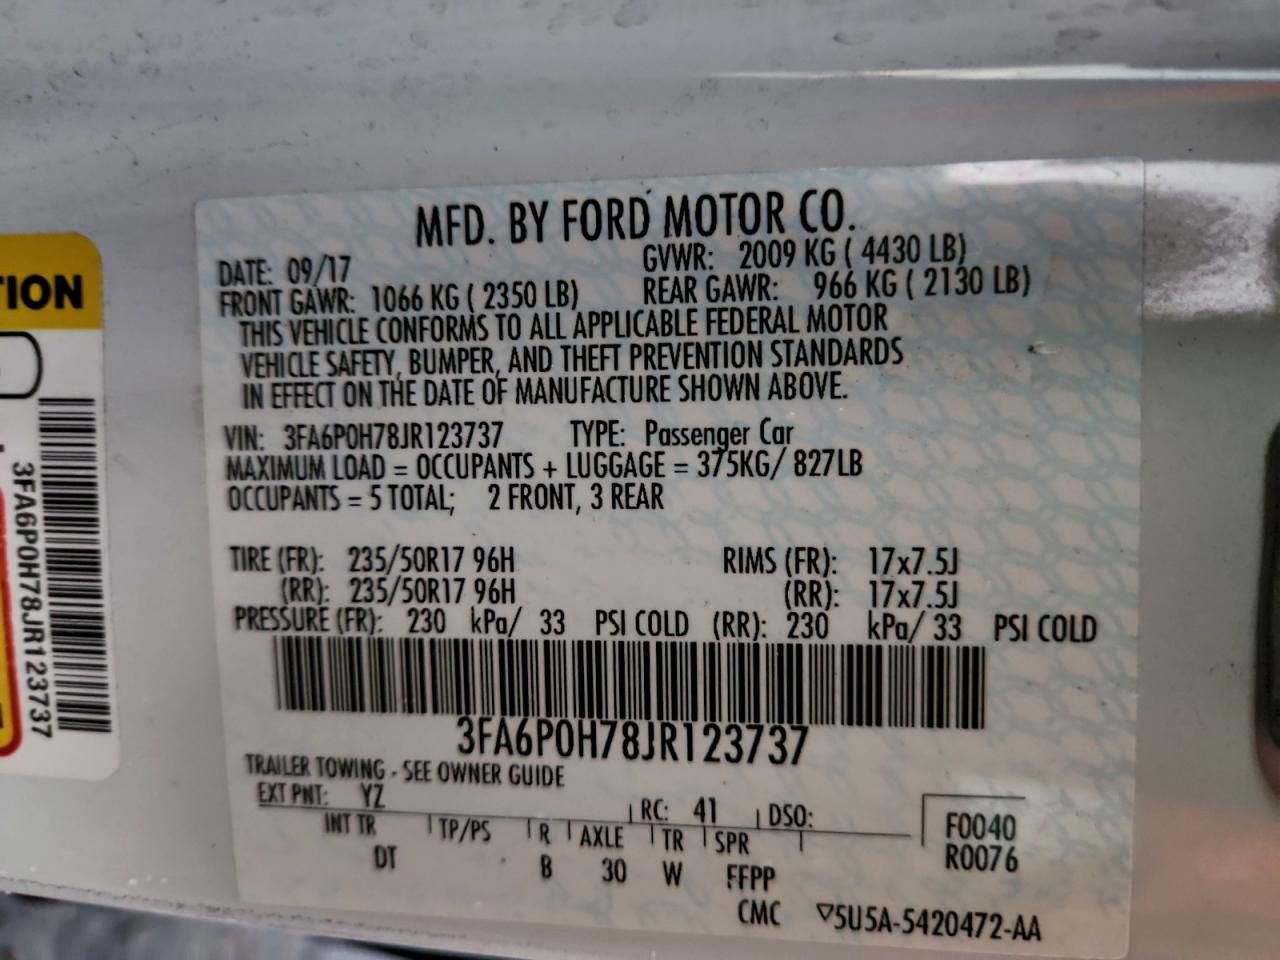 MFD. BY FORD MOTOR CO.
DATE: 09/17 GVWR: 2009 KG ( 4430 LB)
FRONT GAWR: 1066 KG ( 2350 LB) REAR GAWR: 966 KG ( 2130 LB)
THIS VEHICLE CONFORMS TO ALL APPLICABLE FEDERAL MOTOR
VEHICLE SAFETY, BUMPER, AND THEFT PREVENTION STANDARDS
IN EFFECT ON THE DATE OF MANUFACTURE SHOWN ABOVE.
VIN: 3FA6P0H78JR123737 TYPE: Passenger Car
MAXIMUM LOAD = OCCUPANTS + LUGGAGE = 375KG/ 827LB
OCCUPANTS = 5 TOTAL; 2 FRONT, 3 REAR
TIRE (FR): 235/50R17 96H RIMS (FR): 17x7.5J
(RR): 235/50R17 96H (RR): 17x7.5J
PRESSURE (FR): 230 kPa/ 33 PSI COLD (RR): 230 kPa/ 33 PSI COLD
3FA6P0H78JR123737
TRAILER TOWING - SEE OWNER GUIDE
EXT PNT: YZ RC: 41 DSO:
INT TR TP/PS R AXLE TR SPR
DT B 30 W FFPP
F0040
R0076
CMC ▽5U5A-5420472-AA
TION
3FA6P0H78JR123737